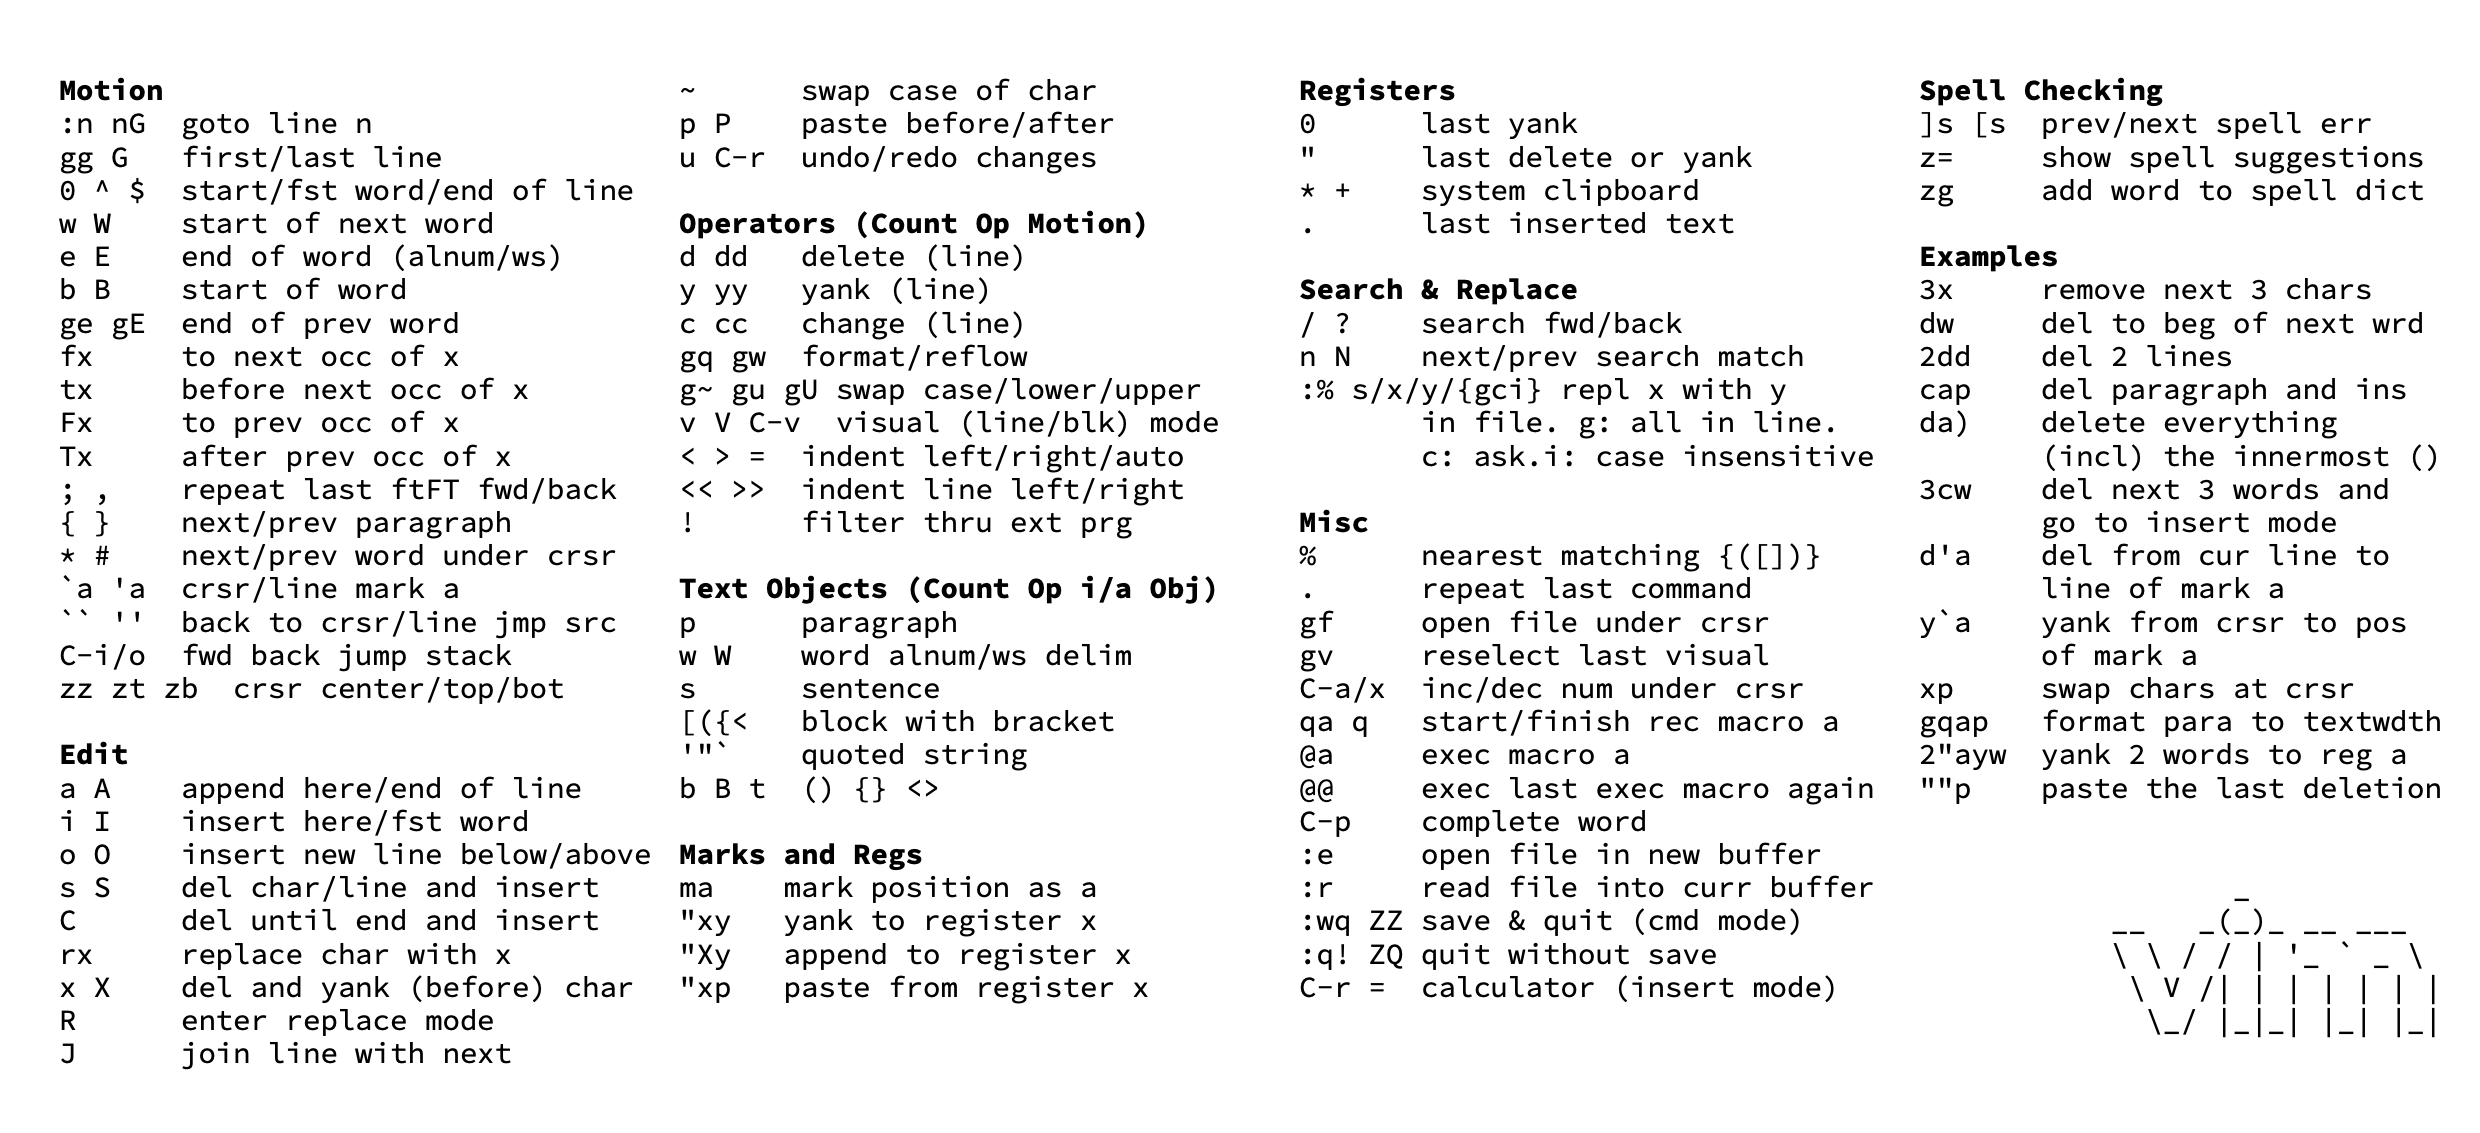 Motion
:n nG  goto line n
gg G   first/last line
0 ^ $  start/fst word/end of line
w W    start of next word
e E    end of word (alnum/ws)
b B    start of word
ge gE  end of prev word
fx     to next occ of x
tx     before next occ of x
Fx     to prev occ of x
Tx     after prev occ of x
; ,    repeat last ftFT fwd/back
{ }    next/prev paragraph
* #    next/prev word under crsr
`a 'a  crsr/line mark a
`` ''  back to crsr/line jmp src
C-i/o  fwd back jump stack
zz zt zb  crsr center/top/bot
Edit
a A    append here/end of line
i I    insert here/fst word
o O    insert new line below/above
s S    del char/line and insert
C      del until end and insert
rx     replace char with x
x X    del and yank (before) char
R      enter replace mode
J      join line with next
~      swap case of char
p P    paste before/after
u C-r  undo/redo changes
Operators (Count Op Motion)
d dd   delete (line)
y yy   yank (line)
c cc   change (line)
gq gw  format/reflow
g~ gu gU swap case/lower/upper
v V C-v  visual (line/blk) mode
< > =  indent left/right/auto
<< >>  indent line left/right
!      filter thru ext prg
Text Objects (Count Op i/a Obj)
p      paragraph
w W    word alnum/ws delim
s      sentence
[({<   block with bracket
'"`    quoted string
b B t  () {} <>
Marks and Regs
ma    mark position as a
"xy   yank to register x
"Xy   append to register x
"xp   paste from register x
Registers
0      last yank
"      last delete or yank
* +    system clipboard
.      last inserted text
Search & Replace
/ ?    search fwd/back
n N    next/prev search match
:% s/x/y/{gci} repl x with y
in file. g: all in line.
c: ask.i: case insensitive
Misc
%      nearest matching {([])}
.      repeat last command
gf     open file under crsr
gv     reselect last visual
C-a/x  inc/dec num under crsr
qa q   start/finish rec macro a
@a     exec macro a
@@     exec last exec macro again
C-p    complete word
:e     open file in new buffer
:r     read file into curr buffer
:wq ZZ save & quit (cmd mode)
:q! ZQ quit without save
C-r =  calculator (insert mode)
Spell Checking
]s [s  prev/next spell err
z=     show spell suggestions
zg     add word to spell dict
Examples
3x     remove next 3 chars
dw     del to beg of next wrd
2dd    del 2 lines
cap    del paragraph and ins
da)    delete everything
(incl) the innermost ()
3cw    del next 3 words and
go to insert mode
d'a    del from cur line to
line of mark a
y`a    yank from crsr to pos
of mark a
xp     swap chars at crsr
gqap   format para to textwdth
2"ayw  yank 2 words to reg a
""p    paste the last deletion
       _
__   _(_)_ __ ___
\ \ / / | '_ ` _ \
 \ V /| | | | | | |
  \_/ |_|_| |_| |_|